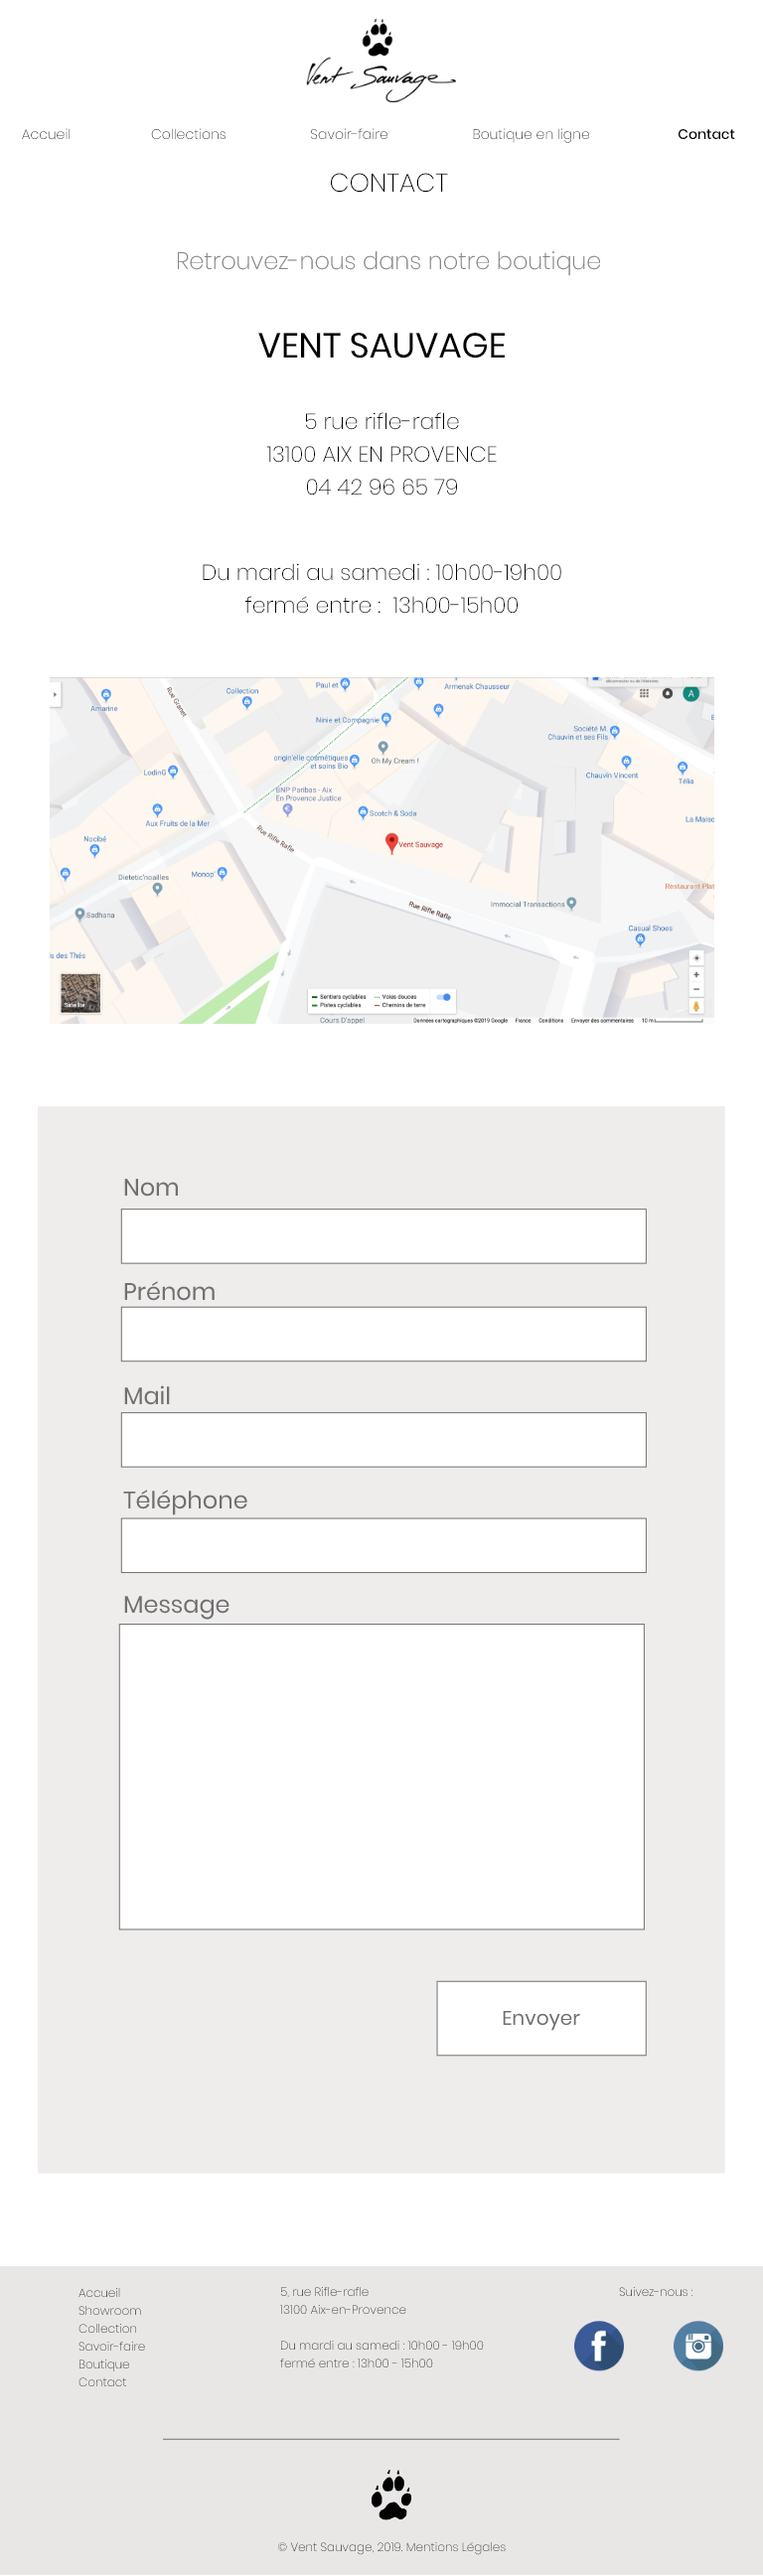 Vent Sauvage
Accueil Collections Savoir-faire Boutique en ligne Contact
CONTACT
Retrouvez-nous dans notre boutique
VENT SAUVAGE
5 rue rifle-rafle
13100 AIX EN PROVENCE
04 42 96 65 79
Du mardi au samedi : 10h00-19h00
fermé entre : 13h00-15h00
Paul et
Armenak Chausseur
Collection
Amarine
Rue Granet
Ninie et Compagnie
Société M.
Chauvin et ses Fils
origin'elle cosmétiques
et soins Bio
Oh My Cream !
LodinG
Chauvin Vincent
Télia
BNP Paribas - Aix
En Provence Justice
Aux Fruits de la Mer
Scotch & Soda
La Maiso
Rue Rifle Rafle
Nocibé
Vent Sauvage
Dietetic'noailles
Monop'
Restaurant Plat
Rue Rifle Rafle
Immocial Transactions
Sadhana
Casual Shoes
s des Thés
Sentiers cyclables Voies douces
Pistes cyclables Chemins de terre
Cours D'appel
Données cartographiques ©2019 Google France Conditions Envoyer des commentaires 10 m
Nom
Prénom
Mail
Téléphone
Message
Envoyer
Accueil
Showroom
Collection
Savoir-faire
Boutique
Contact
5, rue Rifle-rafle
13100 Aix-en-Provence
Du mardi au samedi : 10h00 - 19h00
fermé entre : 13h00 - 15h00
Suivez-nous :
© Vent Sauvage, 2019. Mentions Légales